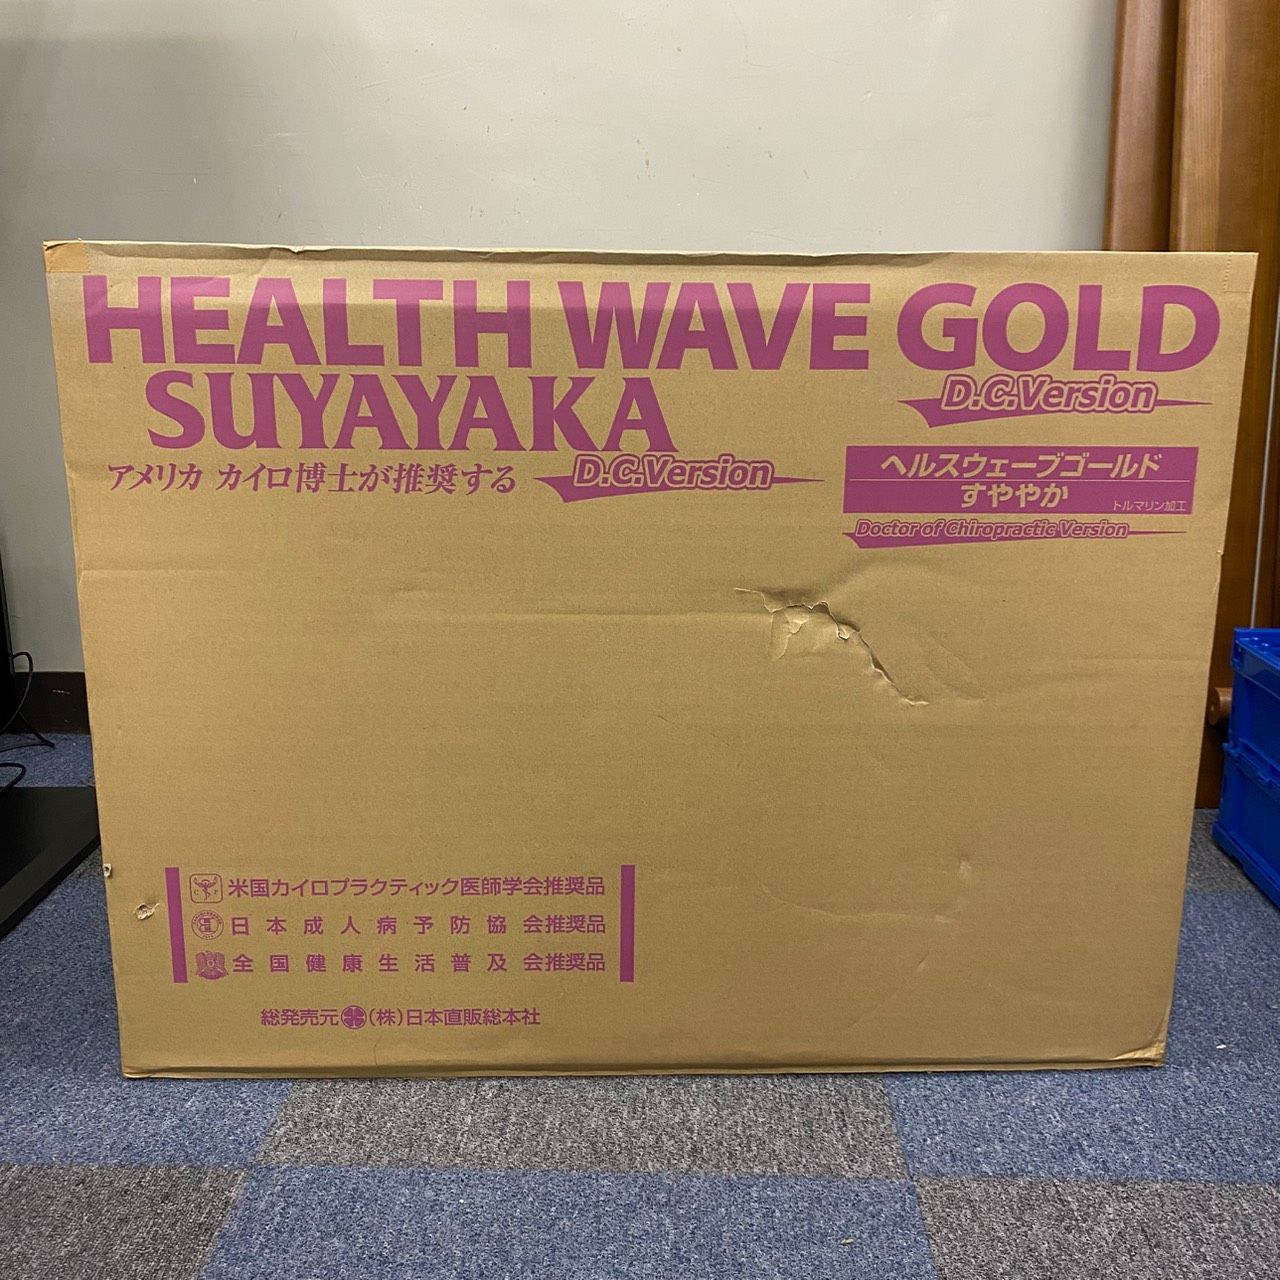 HEALTH WAVE GOLD
D.C.Version
SUYAYAKA
アメリカ カイロ博士が推奨する
D.C.Version
ヘルスウェーブゴールド
すややか
トルマリン加工
Doctor of Chiropractic Version
米国カイロプラクティック医師学会推奨品
日本成人病予防協会推奨品
全国健康生活普及会推奨品
総発売元 (株)日本直販総本社